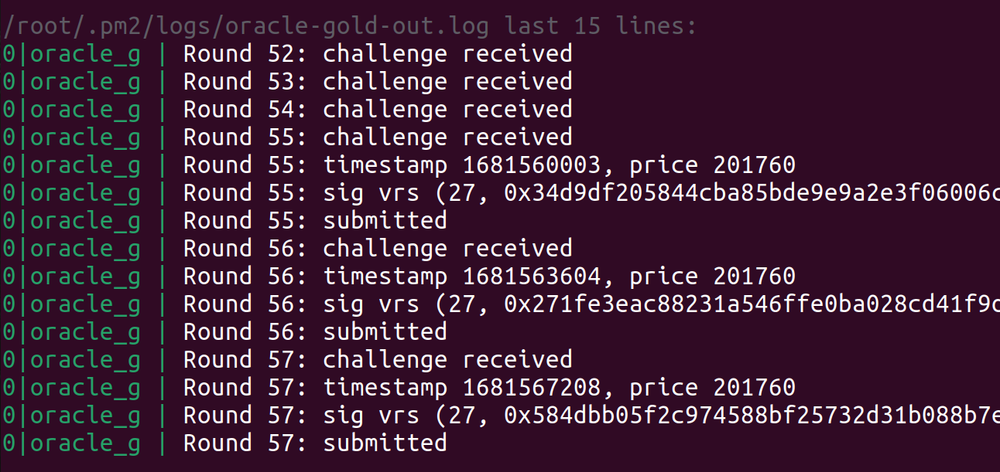 /root/.pm2/logs/oracle-gold-out.log last 15 lines:
0|oracle_g | Round 52: challenge received
0|oracle_g | Round 53: challenge received
0|oracle_g | Round 54: challenge received
0|oracle_g | Round 55: challenge received
0|oracle_g | Round 55: timestamp 1681560003, price 201760
0|oracle_g | Round 55: sig vrs (27, 0x34d9df205844cba85bde9e9a2e3f06006c
0|oracle_g | Round 55: submitted
0|oracle_g | Round 56: challenge received
0|oracle_g | Round 56: timestamp 1681563604, price 201760
0|oracle_g | Round 56: sig vrs (27, 0x271fe3eac88231a546ffe0ba028cd41f9c
0|oracle_g | Round 56: submitted
0|oracle_g | Round 57: challenge received
0|oracle_g | Round 57: timestamp 1681567208, price 201760
0|oracle_g | Round 57: sig vrs (27, 0x584dbb05f2c974588bf25732d31b088b7e
0|oracle_g | Round 57: submitted